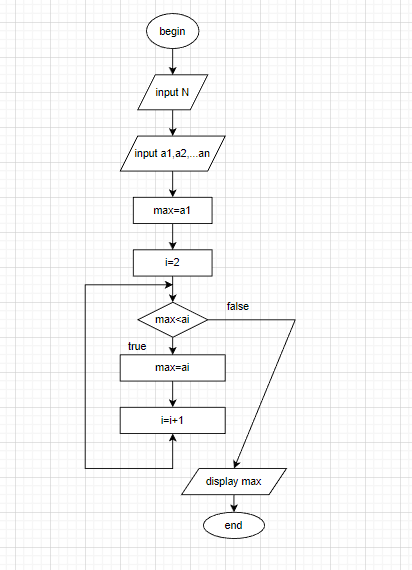 begin
input N
input a1,a2,...an
max=a1
i=2
false
max<ai
true
max=ai
i=i+1
display max
end